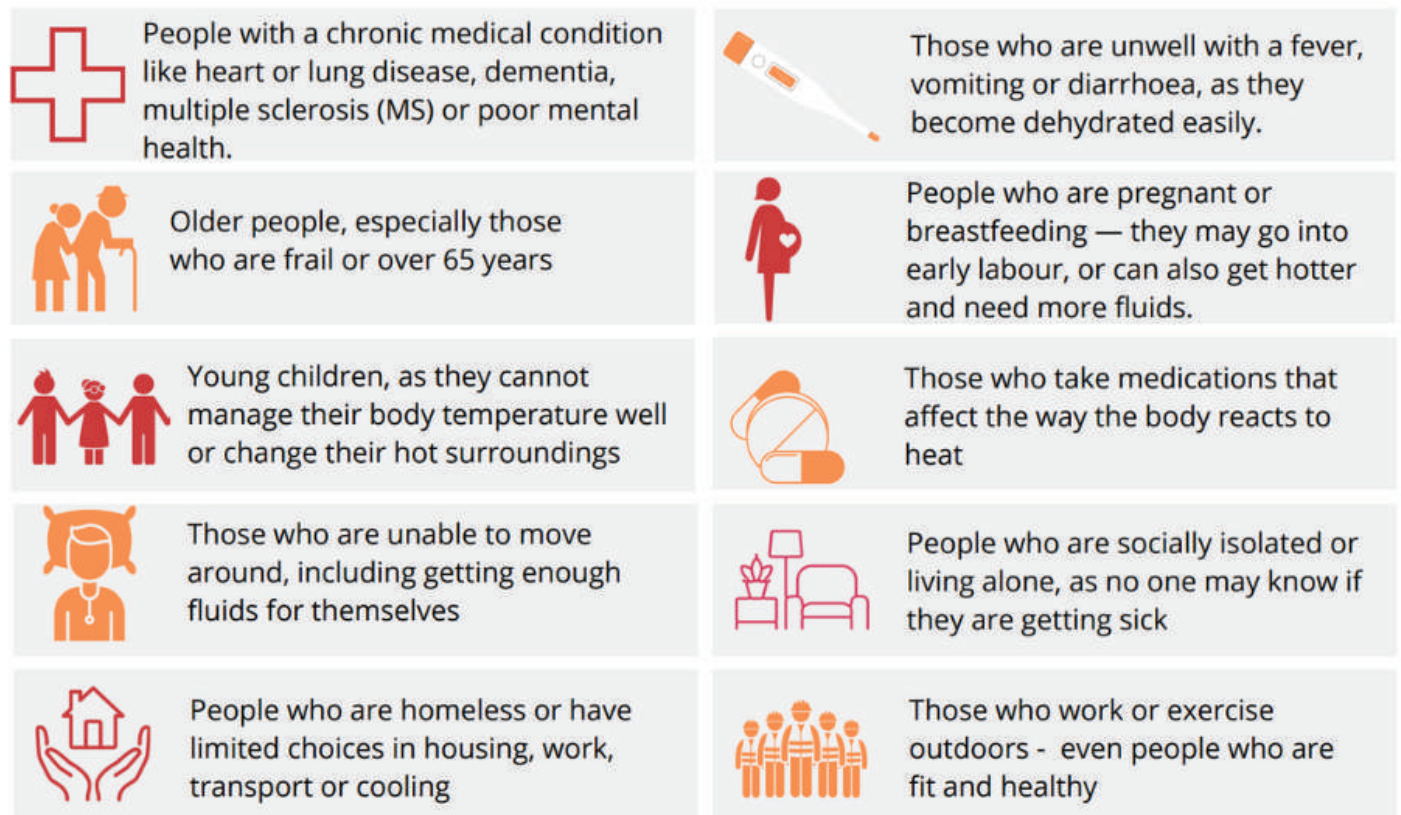 People with a chronic medical condition
like heart or lung disease, dementia,
multiple sclerosis (MS) or poor mental
health.
Those who are unwell with a fever,
vomiting or diarrhoea, as they
become dehydrated easily.
Older people, especially those
who are frail or over 65 years
People who are pregnant or
breastfeeding — they may go into
early labour, or can also get hotter
and need more fluids.
Young children, as they cannot
manage their body temperature well
or change their hot surroundings
Those who take medications that
affect the way the body reacts to
heat
Those who are unable to move
around, including getting enough
fluids for themselves
People who are socially isolated or
living alone, as no one may know if
they are getting sick
People who are homeless or have
limited choices in housing, work,
transport or cooling
Those who work or exercise
outdoors - even people who are
fit and healthy